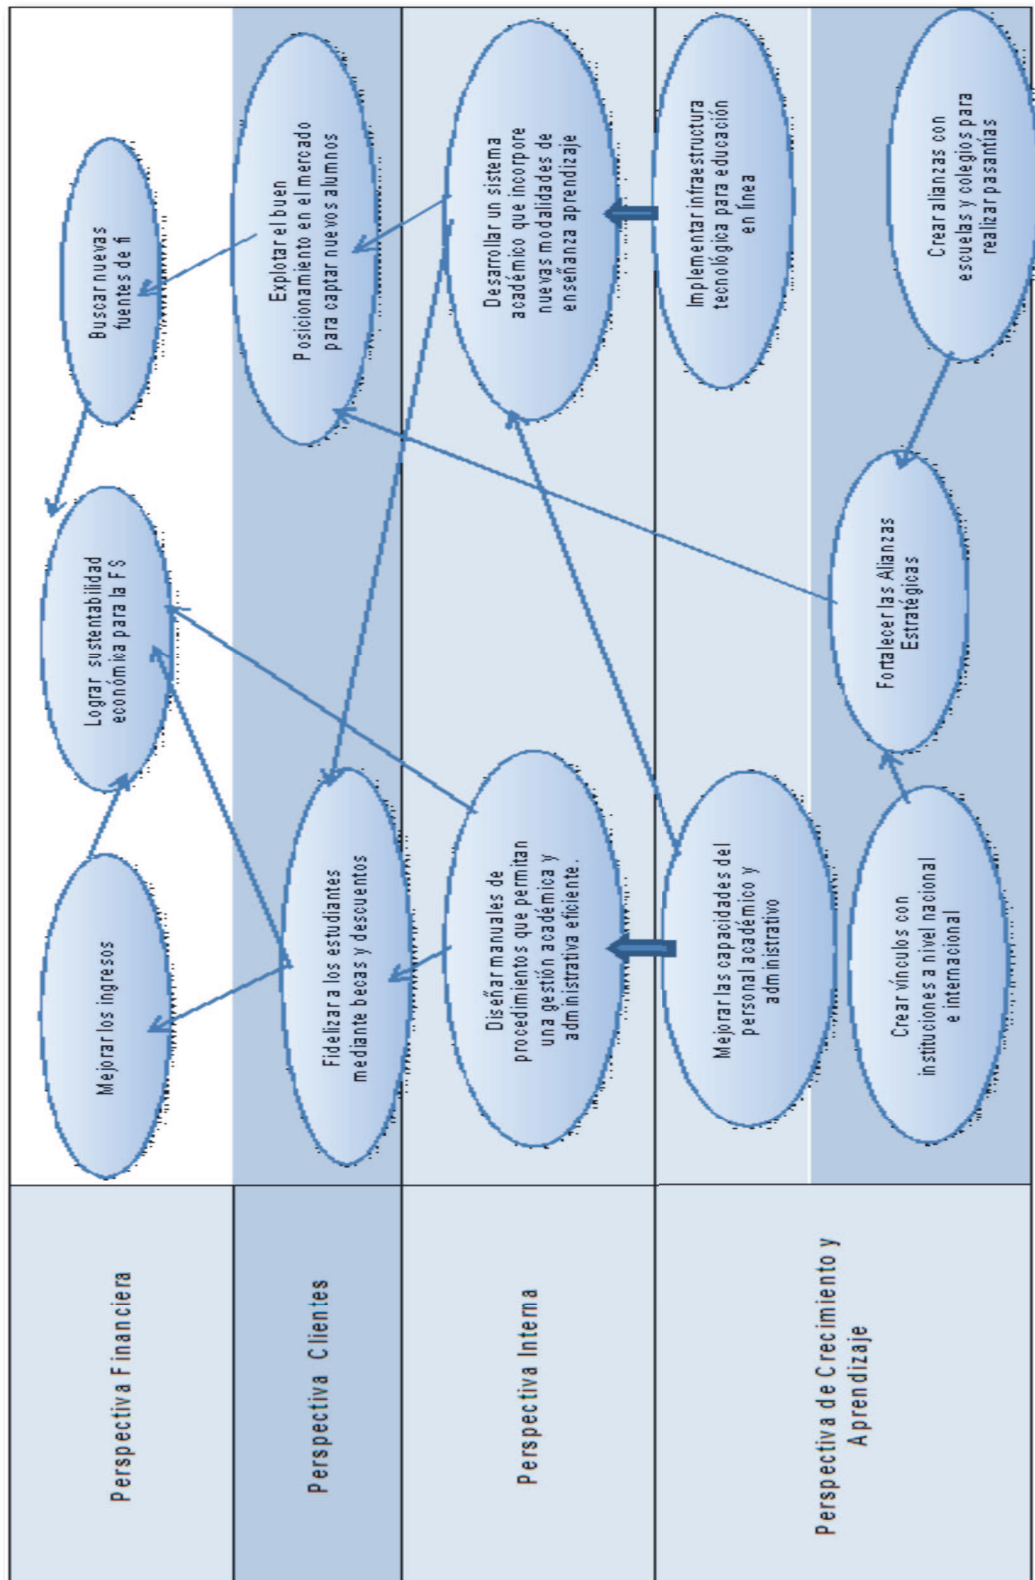 Perspectiva Financiera
Mejorar los ingresos
Lograr sustentabilidad
económica para la FS
Buscar nuevas
fuentes de fi
Perspectiva Clientes
Fidelizar a los estudiantes
mediante becas y descuentos
Explotar el buen
Posicionamiento en el mercado
para captar nuevos alumnos
Perspectiva Interna
Diseñar manuales de
procedimientos que permitan
una gestión académica y
administrativa eficiente.
Desarrollar un sistema
académico que incorpore
nuevas modalidades de
enseñanza aprendizaje
Perspectiva de Crecimiento y
Aprendizaje
Mejorar las capacidades del
personal académico y
administrativo
Implementar infraestructura
tecnológica para educación
en línea
Crear vínculos con
instituciones a nivel nacional
e internacional
Fortalecer las Alianzas
Estratégicas
Crear alianzas con
escuelas y colegios para
realizar pasantías